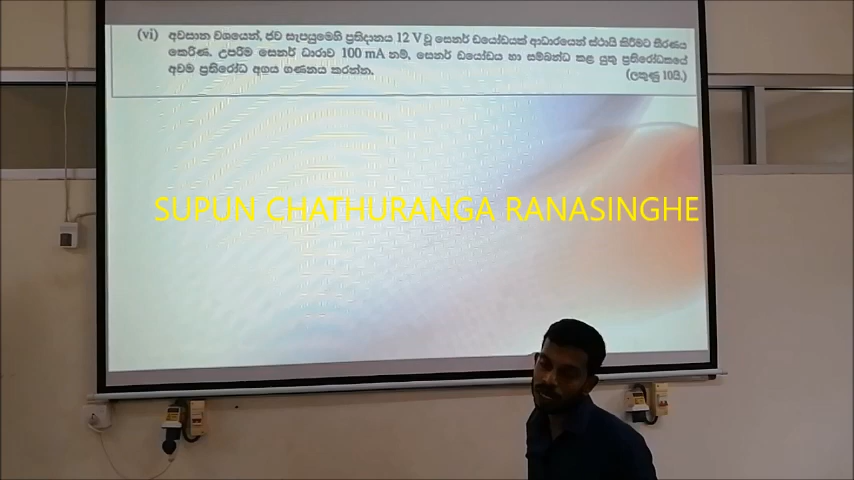 (vi) අවසාන වශයෙන්, ජව සැපයුමෙහි ප්‍රතිදානය 12 V වූ සෙනර් ඩයෝඩයක් ආධාරයෙන් ස්ථායි කිරීමට තීරණය
කෙරිණ. උපරිම සෙනර් ධාරාව 100 mA නම්, සෙනර් ඩයෝඩය හා සම්බන්ධ කළ යුතු ප්‍රතිරෝධකයේ
අවම ප්‍රතිරෝධ අගය ගණනය කරන්න. (ලකුණු 10යි.)
SUPUN CHATHURANGA RANASINGHE